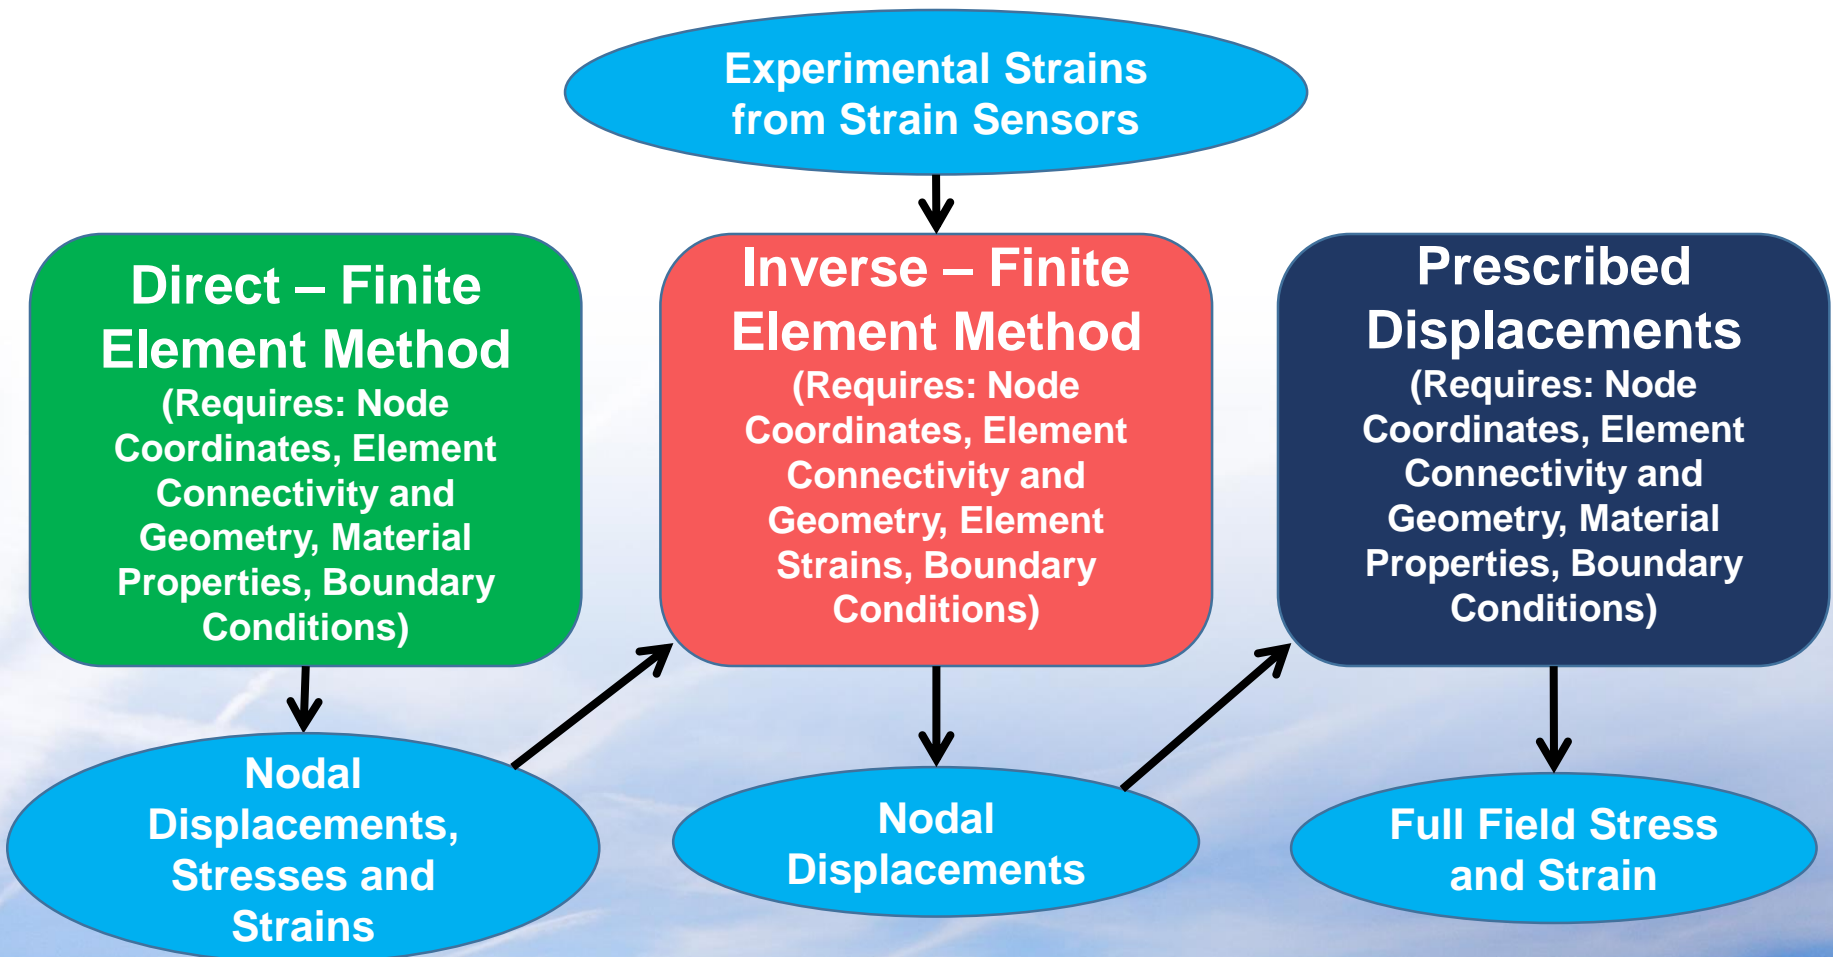 Experimental Strains
from Strain Sensors
Direct – Finite
Element Method
(Requires: Node
Coordinates, Element
Connectivity and
Geometry, Material
Properties, Boundary
Conditions)
Inverse – Finite
Element Method
(Requires: Node
Coordinates, Element
Connectivity and
Geometry, Element
Strains, Boundary
Conditions)
Prescribed
Displacements
(Requires: Node
Coordinates, Element
Connectivity and
Geometry, Material
Properties, Boundary
Conditions)
Nodal
Displacements,
Stresses and
Strains
Nodal
Displacements
Full Field Stress
and Strain